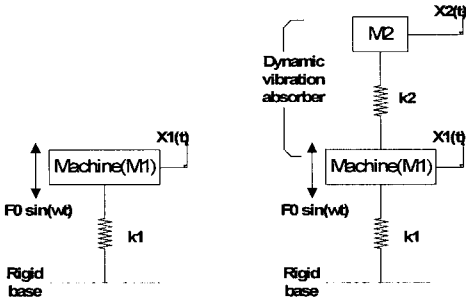 X1(t)
Machine(M1)
F0 sin(wt)
k1
Rigid
base
X2(t)
M2
Dynamic
vibration
absorber
k2
X1(t)
Machine(M1)
F0 sin(wt)
k1
Rigid
base